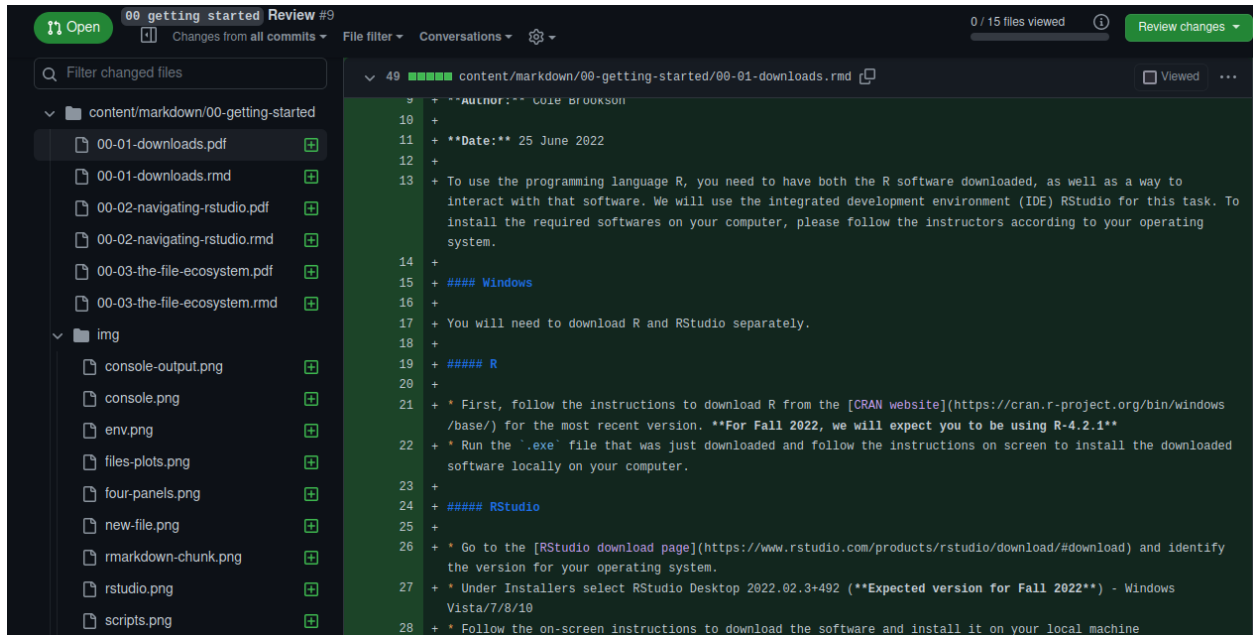 Open
00 getting started Review #9
Changes from all commits
File filter
Conversations
0 / 15 files viewed
Review changes
Filter changed files
content/markdown/00-getting-started
00-01-downloads.pdf
00-01-downloads.rmd
00-02-navigating-rstudio.pdf
00-02-navigating-rstudio.rmd
00-03-the-file-ecosystem.pdf
00-03-the-file-ecosystem.rmd
img
console-output.png
console.png
env.png
files-plots.png
four-panels.png
new-file.png
rmarkdown-chunk.png
rstudio.png
scripts.png
49 content/markdown/00-getting-started/00-01-downloads.rmd
Viewed
9 + **Author:** Cole Brookson
10 +
11 + **Date:** 25 June 2022
12 +
13 + To use the programming language R, you need to have both the R software downloaded, as well as a way to
interact with that software. We will use the integrated development environment (IDE) RStudio for this task. To
install the required softwares on your computer, please follow the instructors according to your operating
system.
14 +
15 + #### Windows
16 +
17 + You will need to download R and RStudio separately.
18 +
19 + ##### R
20 +
21 + * First, follow the instructions to download R from the [CRAN website](https://cran.r-project.org/bin/windows
/base/) for the most recent version. **For Fall 2022, we will expect you to be using R-4.2.1**
22 + * Run the `.exe` file that was just downloaded and follow the instructions on screen to install the downloaded
software locally on your computer.
23 +
24 + ##### RStudio
25 +
26 + * Go to the [RStudio download page](https://www.rstudio.com/products/rstudio/download/#download) and identify
the version for your operating system.
27 + * Under Installers select RStudio Desktop 2022.02.3+492 (**Expected version for Fall 2022**) - Windows
Vista/7/8/10
28 + * Follow the on-screen instructions to download the software and install it on your local machine